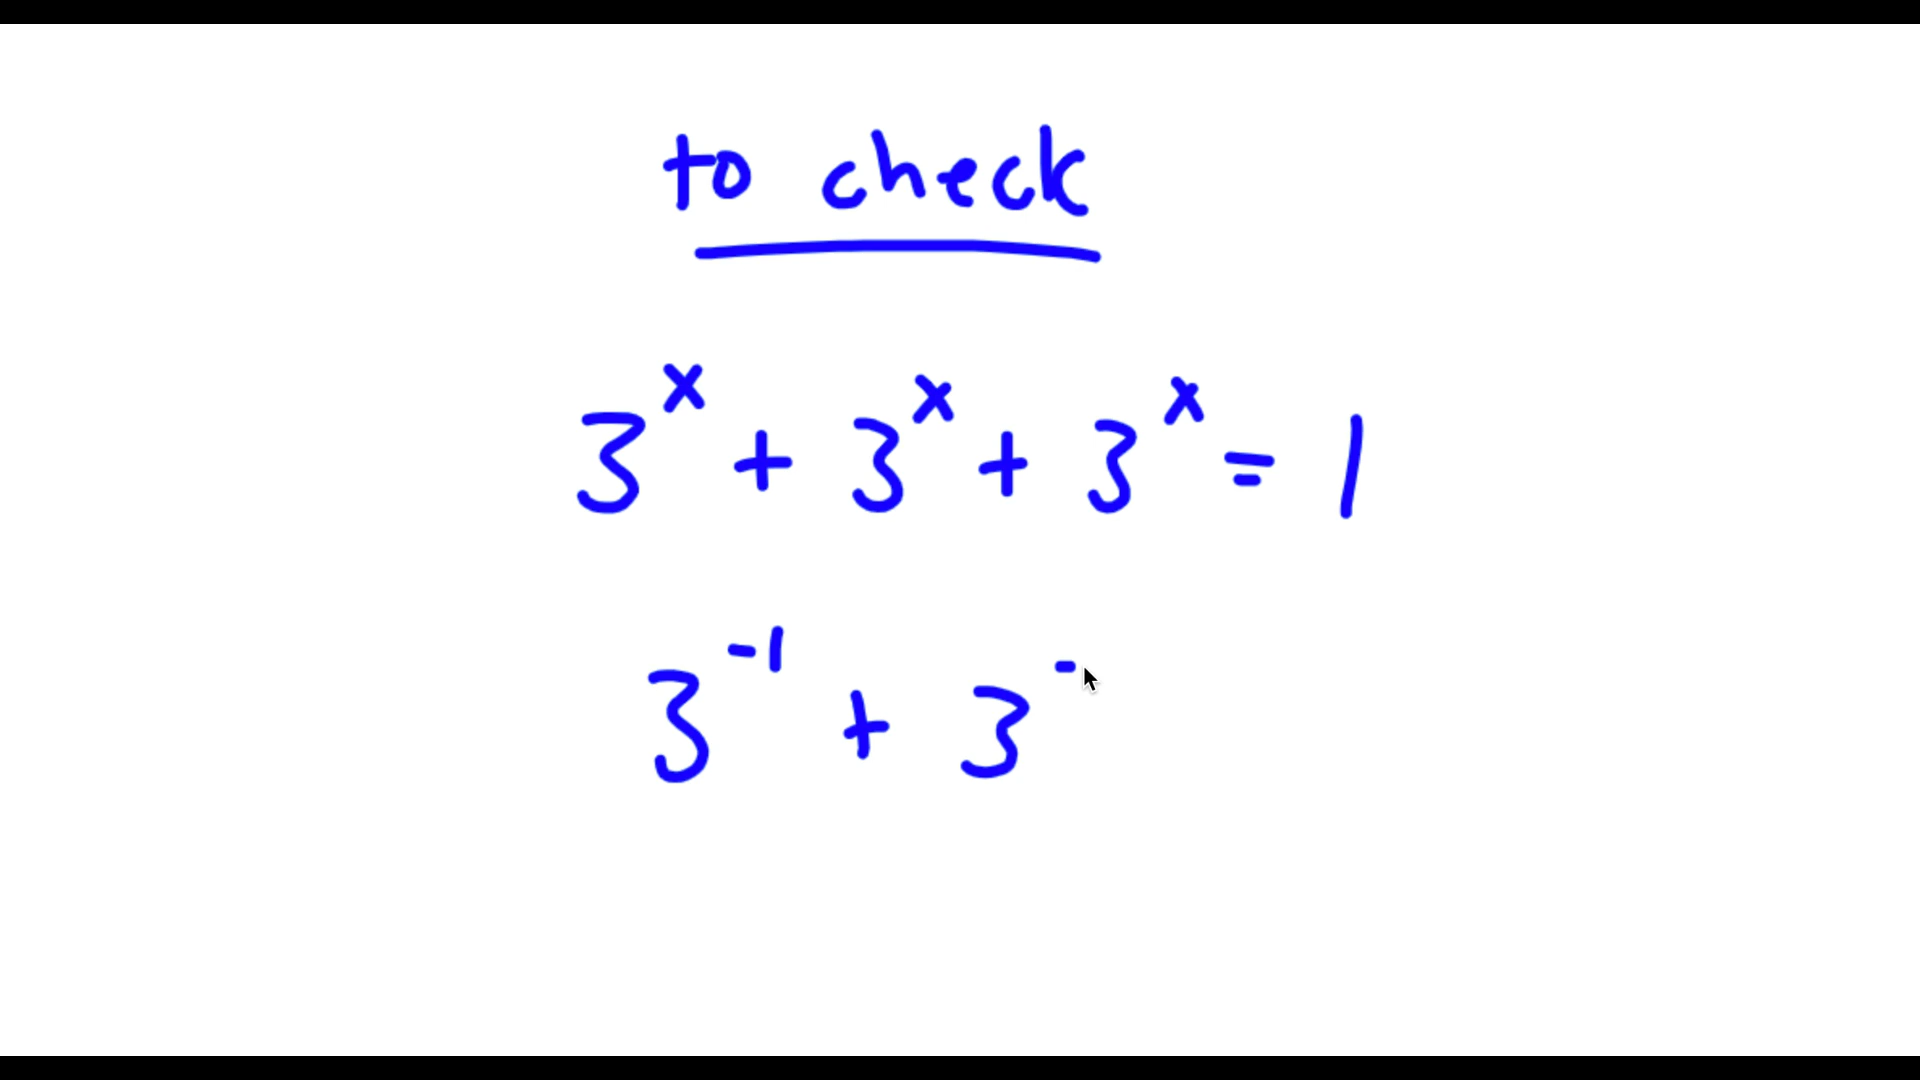 to check
3^x + 3^x + 3^x = 1
3^-1 + 3^-